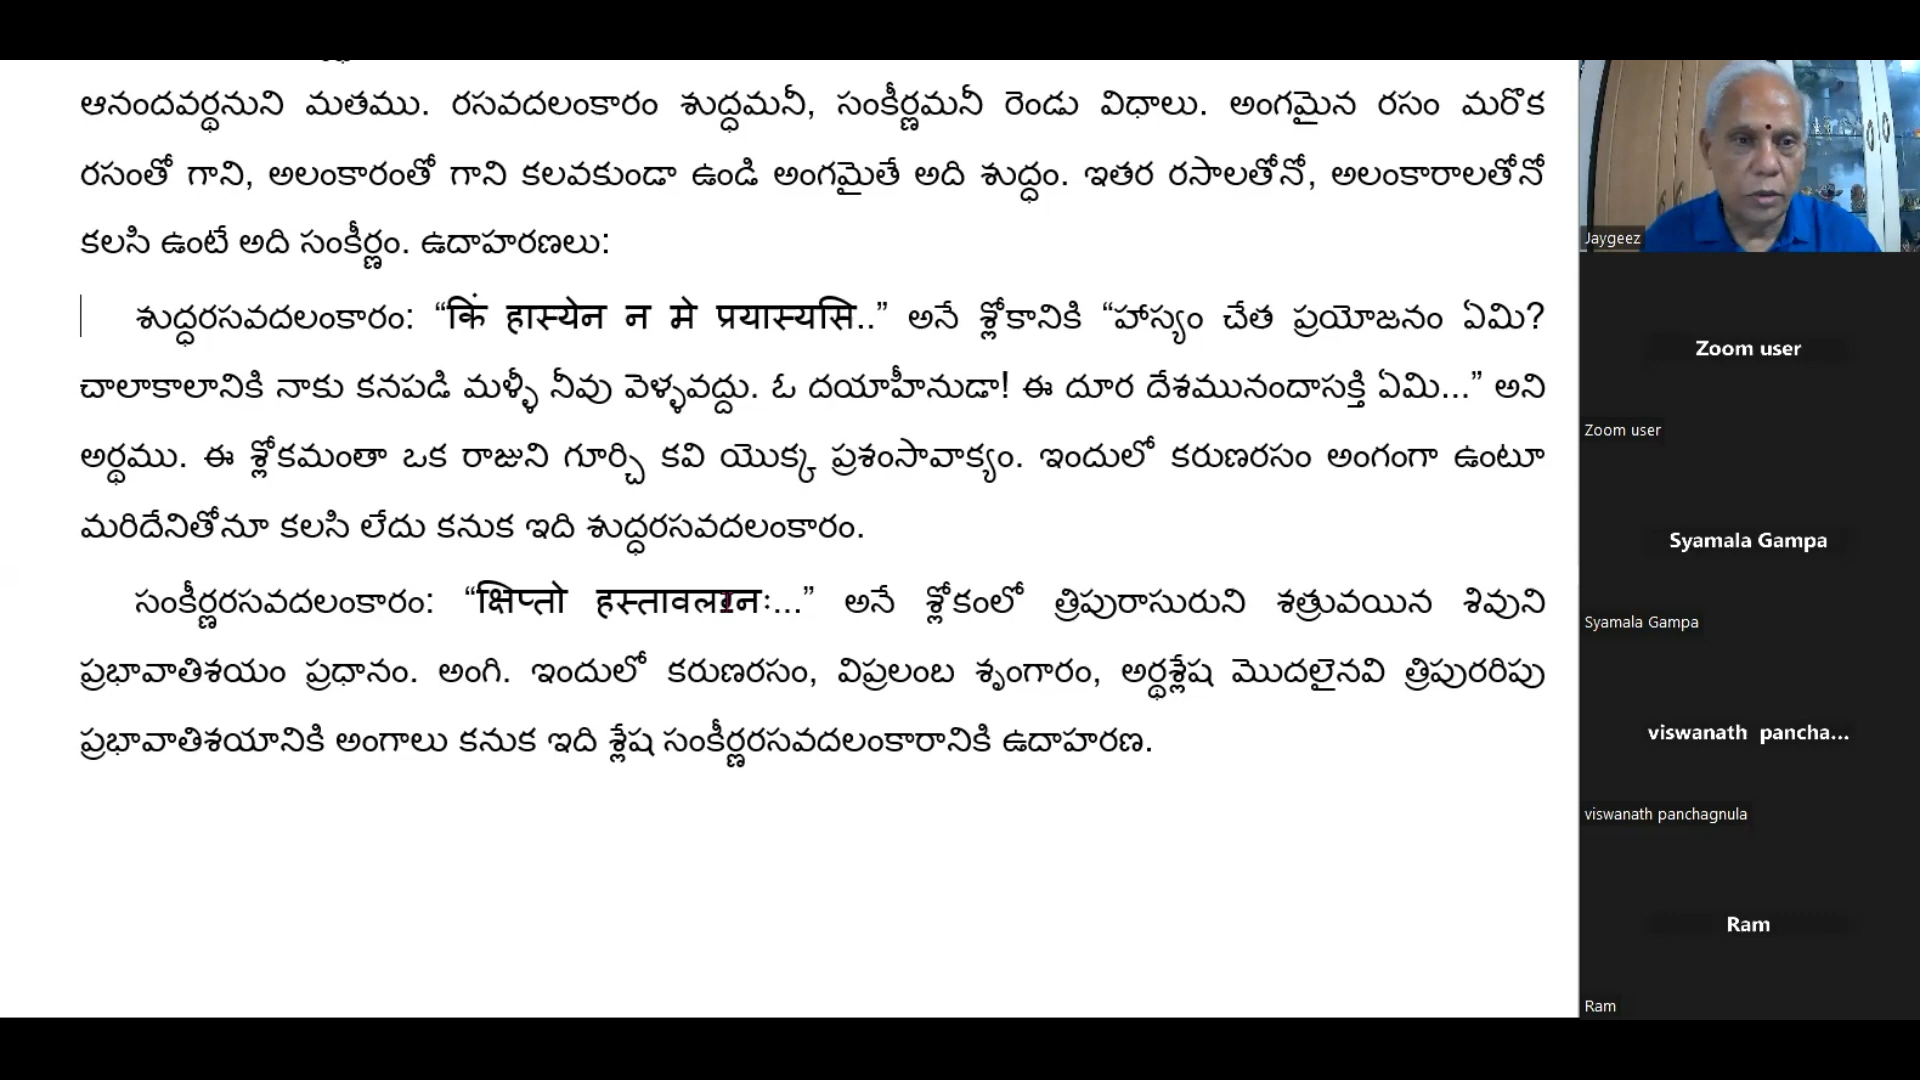 ఆనందవర్థనుని మతము. రసవదలంకారం శుద్ధమనీ, సంకీర్ణమనీ రెండు విధాలు. అంగమైన రసం మరొక
రసంతో గాని, అలంకారంతో గాని కలవకుండా ఉండి అంగమైతే అది శుద్ధం. ఇతర రసాలతోనో, అలంకారాలతోనో
కలసి ఉంటే అది సంకీర్ణం. ఉదాహరణలు:
శుద్ధరసవదలంకారం: “किं हास्येन न मे प्रयास्यसि..” అనే శ్లోకానికి “హాస్యం చేత ప్రయోజనం ఏమి?
చాలాకాలానికి నాకు కనపడి మళ్ళీ నీవు వెళ్ళవద్దు. ఓ దయాహీనుడా! ఈ దూర దేశమునందాసక్తి ఏమి...” అని
అర్థము. ఈ శ్లోకమంతా ఒక రాజుని గూర్చి కవి యొక్క ప్రశంసావాక్యం. ఇందులో కరుణరసం అంగంగా ఉంటూ
మరిదేనితోనూ కలసి లేదు కనుక ఇది శుద్ధరసవదలంకారం.
సంకీర్ణరసవదలంకారం: “क्षिप्तो हस्तावलग्नः...” అనే శ్లోకంలో త్రిపురాసురుని శత్రువయిన శివుని
ప్రభావాతిశయం ప్రధానం. అంగి. ఇందులో కరుణరసం, విప్రలంబ శృంగారం, అర్థశ్లేష మొదలైనవి త్రిపురరిపు
ప్రభావాతిశయానికి అంగాలు కనుక ఇది శ్లేష సంకీర్ణరసవదలంకారానికి ఉదాహరణ.
Jaygeez
Zoom user
Zoom user
Syamala Gampa
Syamala Gampa
viswanath pancha...
viswanath panchagnula
Ram
Ram